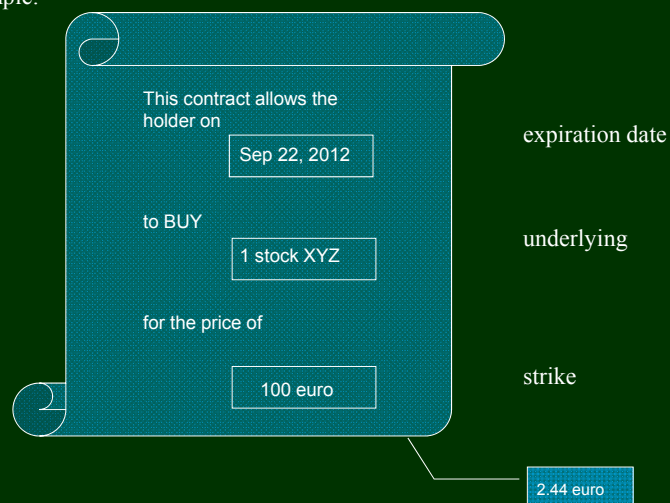 This contract allows the
holder on
Sep 22, 2012
expiration date
to BUY
underlying
1 stock XYZ
for the price of
strike
100 euro
2.44 euro